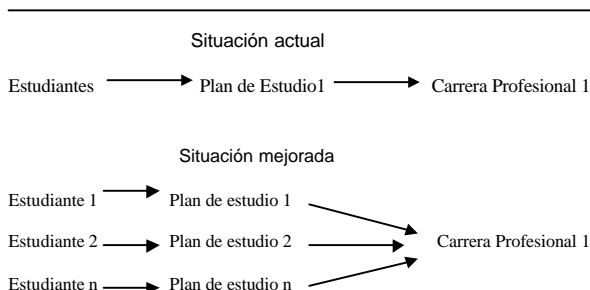 Situación actual
Estudiantes Plan de Estudio1 Carrera Profesional 1
Situación mejorada
Estudiante 1 Plan de estudio 1
Estudiante 2 Plan de estudio 2 Carrera Profesional 1
Estudiante n Plan de estudio n